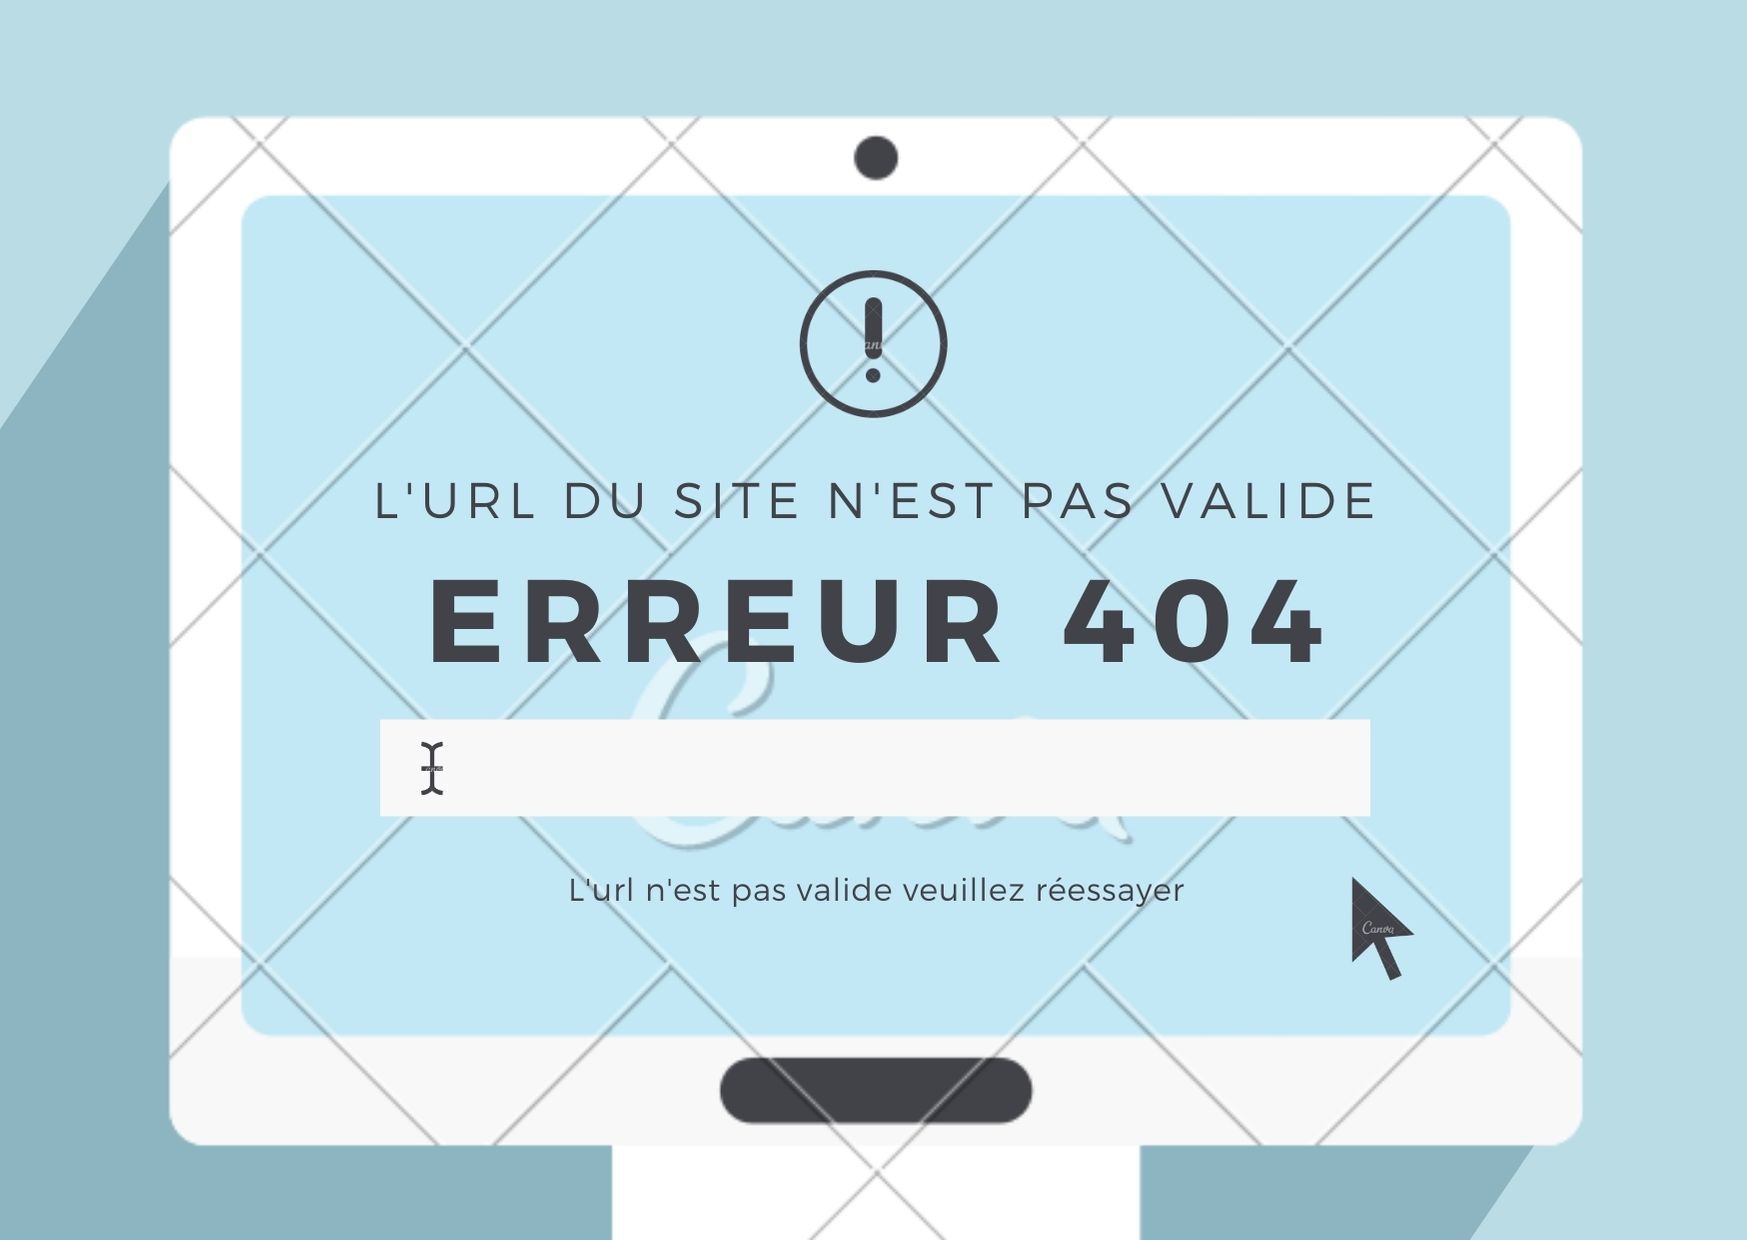 L'URL DU SITE N'EST PAS VALIDE
ERREUR 404
Canva
L'url n'est pas valide veuillez réessayer
Canva